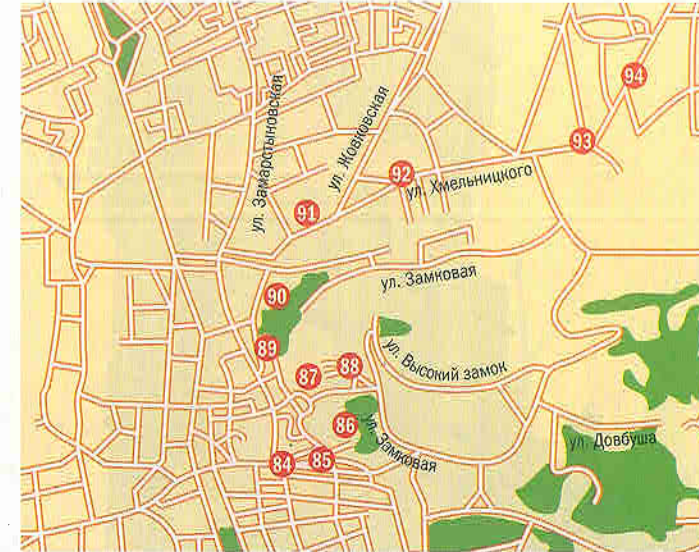 94
93
92
ул. Замарстыновская
ул. Жовковская
ул. Хмельницкого
91
ул. Замковая
90
89
ул. Высокий замок
88
87
86
ул. Замковая
ул. Довбуша
85
84